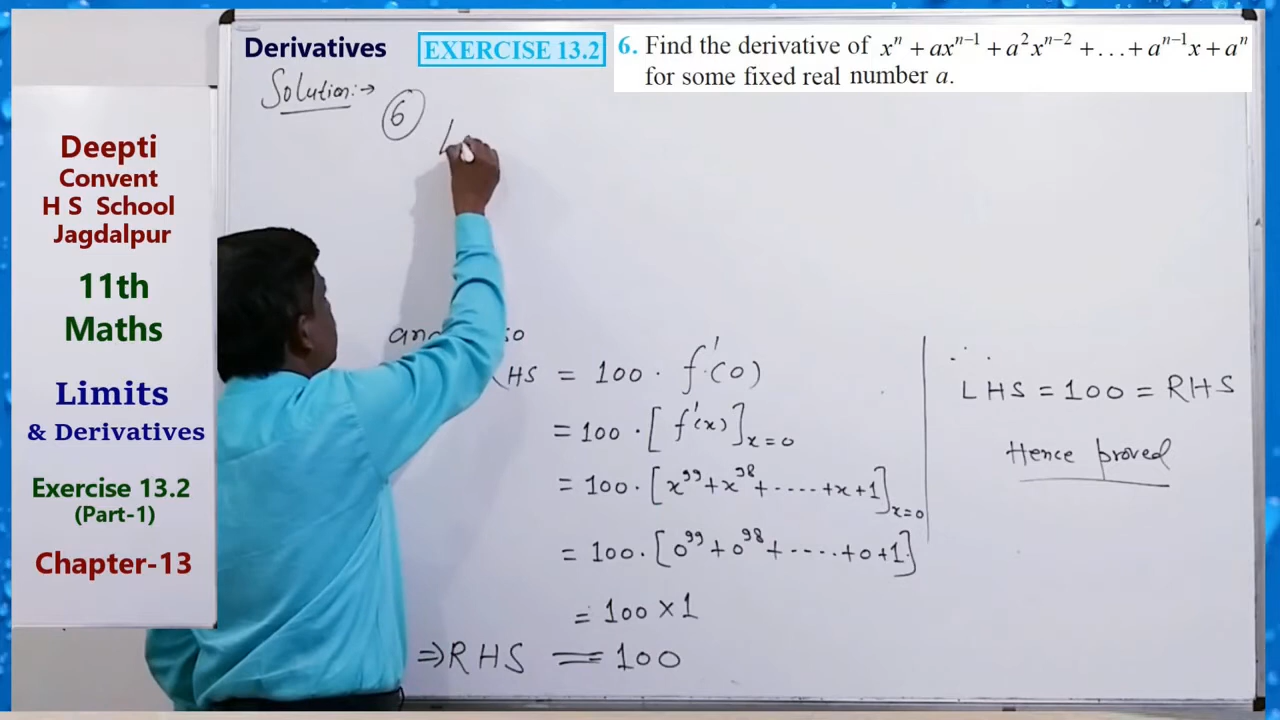 Derivatives
EXERCISE 13.2
6. Find the derivative of xⁿ + axⁿ⁻¹ + a²xⁿ⁻² + . . . + aⁿ⁻¹x + aⁿ
for some fixed real number a.
Solution:→
6
Deepti
Convent
H S School
Jagdalpur
11th
Maths
Limits
& Derivatives
Exercise 13.2
(Part-1)
Chapter-13
HS = 100 . f'(0)
= 100 . [f'(x)]ₓ₌₀
= 100 . [x⁹⁹ + x⁹⁸ + ..... + x + 1]ₓ₌₀
= 100 . [0⁹⁹ + 0⁹⁸ + ..... + 0 + 1]
= 100 × 1
⇒ RHS = 100
∴
LHS = 100 = RHS
Hence proved